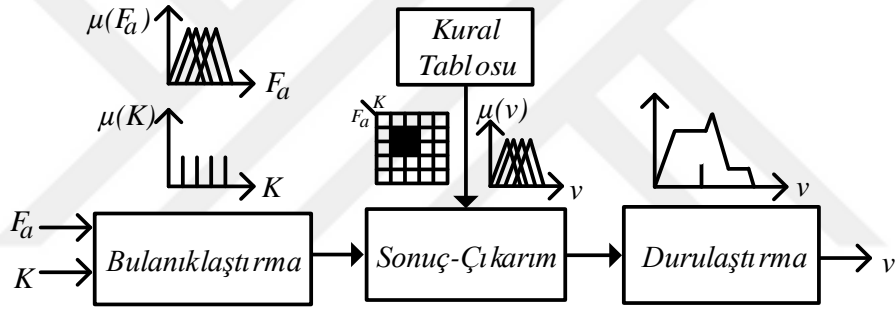 μ(Fa)
Fa
μ(K)
K
Kural
Tablosu
K
Fa
μ(v)
v
v
Fa
K
Bulanıklaştırma
Sonuç-Çıkarım
Durulaştırma
v